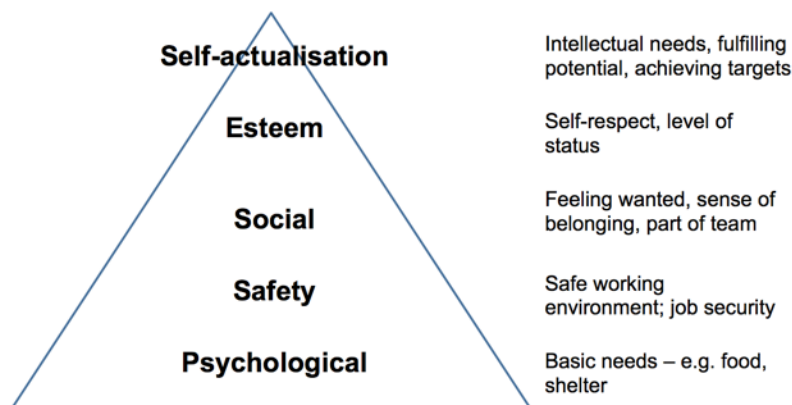 Self-actualisation
Intellectual needs, fulfilling
potential, achieving targets
Esteem
Self-respect, level of
status
Social
Feeling wanted, sense of
belonging, part of team
Safety
Safe working
environment; job security
Psychological
Basic needs – e.g. food,
shelter